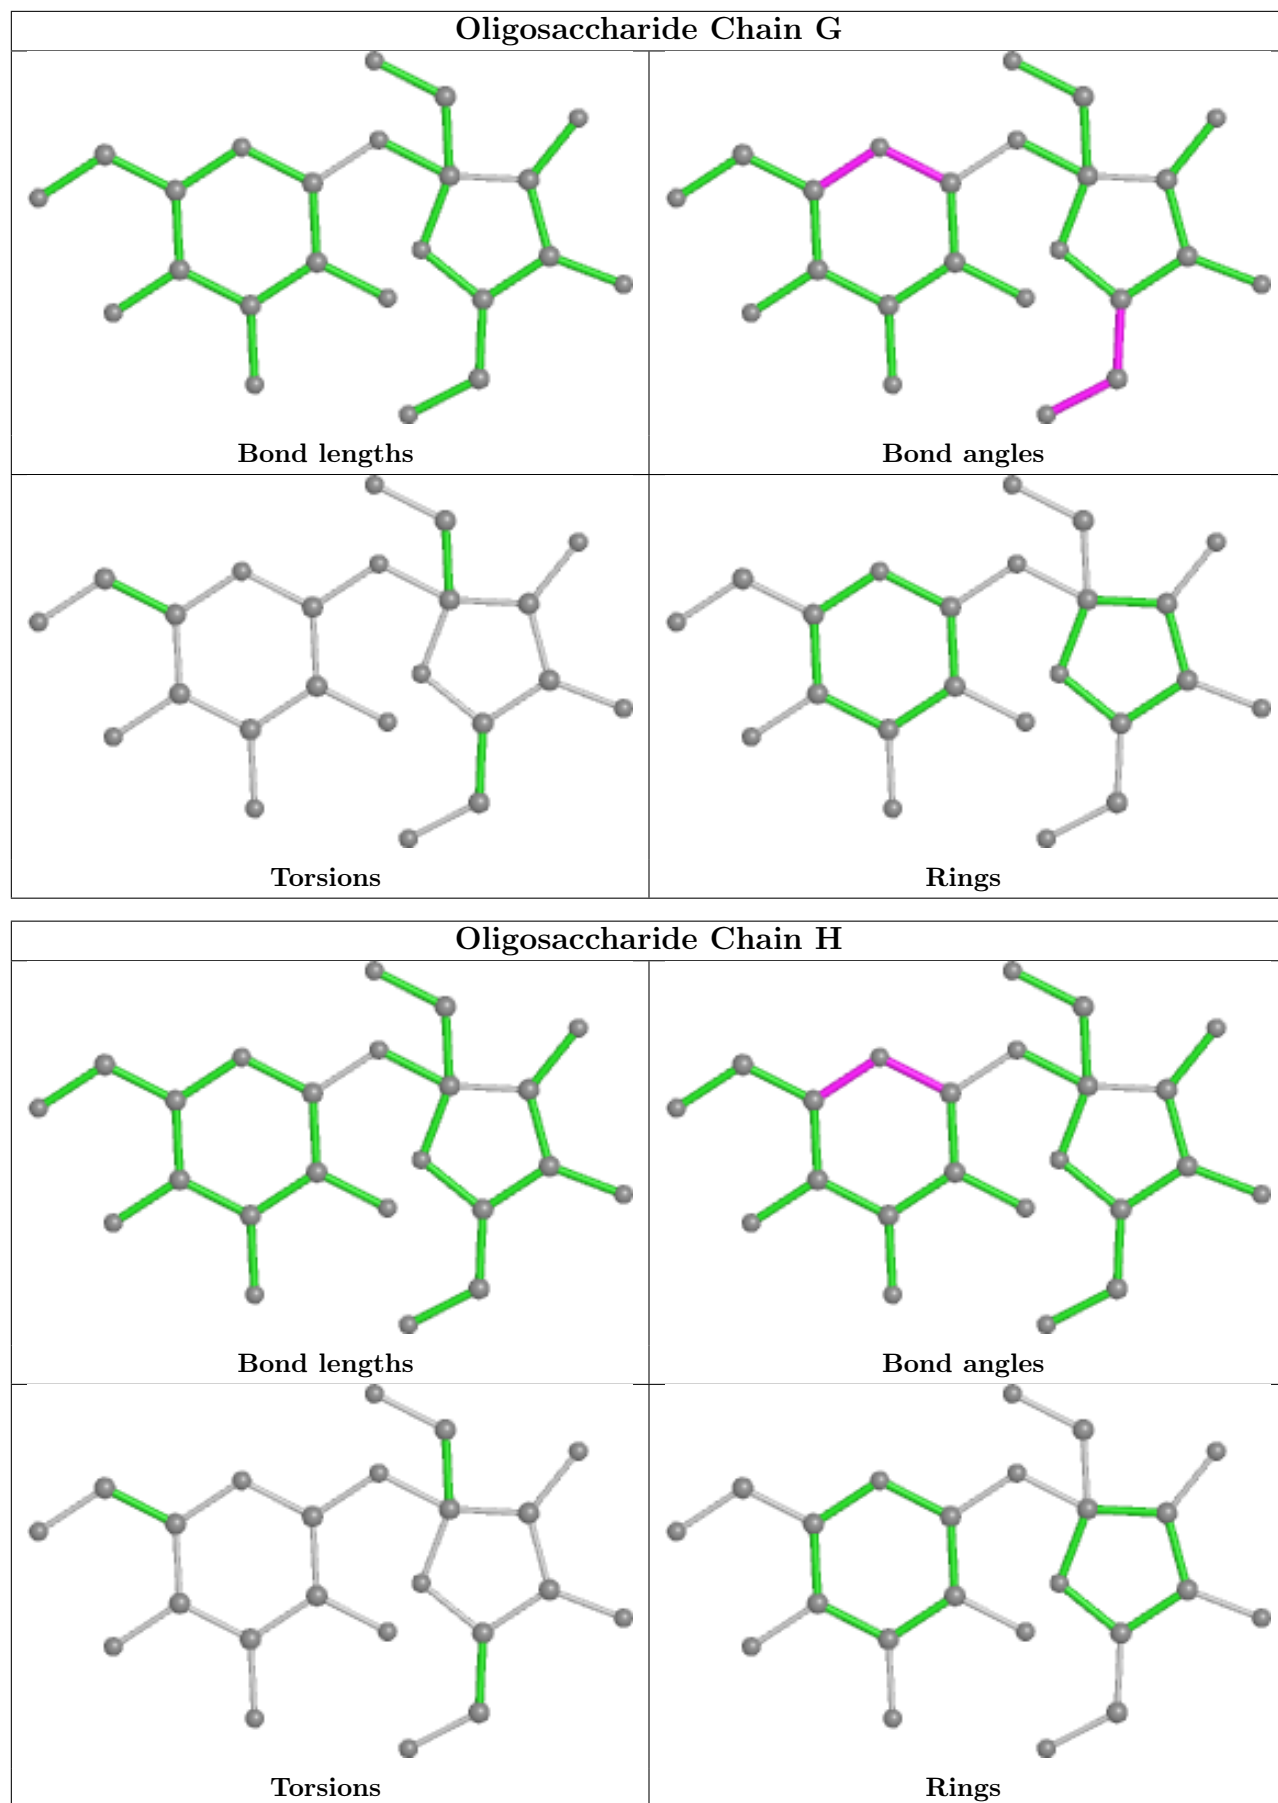 Oligosaccharide Chain G
Bond lengths
Bond angles
Torsions
Rings
Oligosaccharide Chain H
Bond lengths
Bond angles
Torsions
Rings